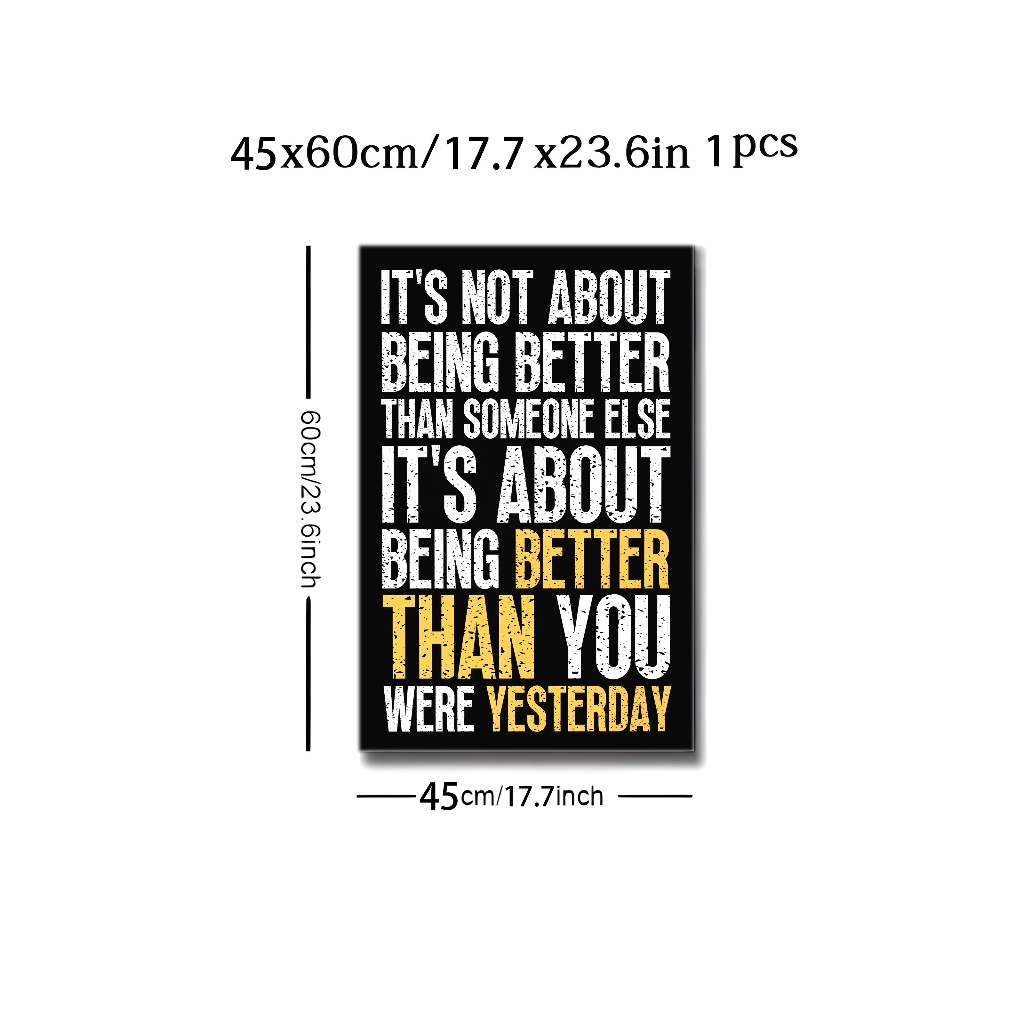 45x60cm/17.7 x23.6in 1pcs
60cm/23.6inch
IT'S NOT ABOUT
BEING BETTER
THAN SOMEONE ELSE
IT'S ABOUT
BEING BETTER
THAN YOU
WERE YESTERDAY
45cm/17.7inch